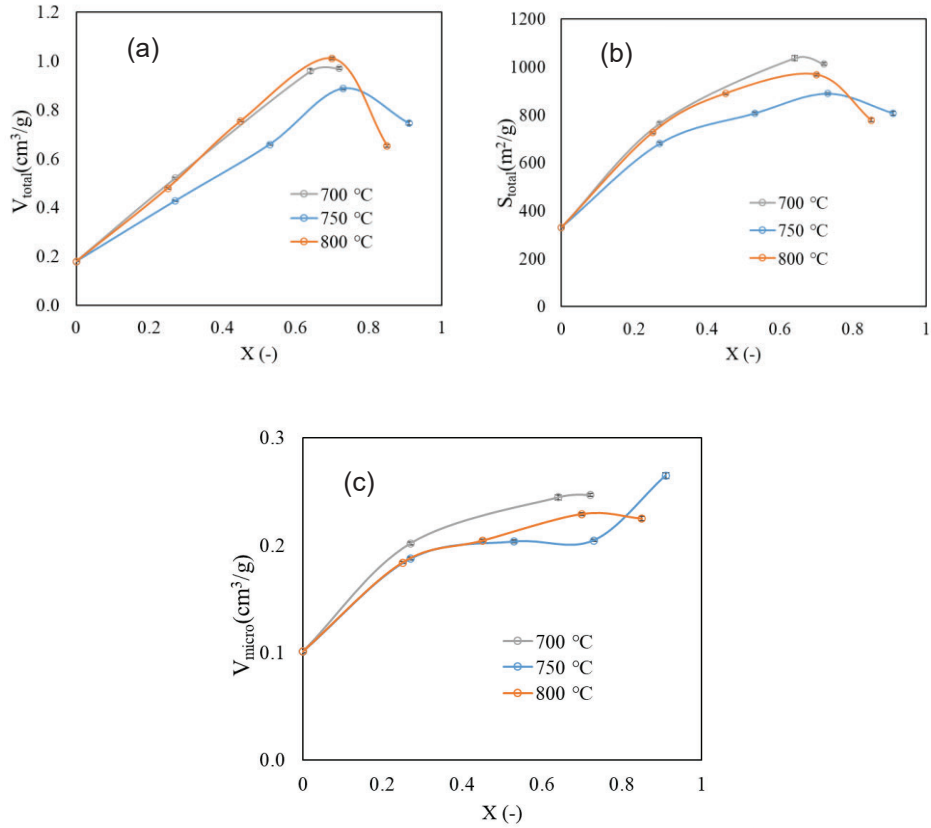 (a)
V_total(cm³/g)
1.2
1.0
0.8
0.6
0.4
0.2
0.0
700 °C
750 °C
800 °C
0 0.2 0.4 0.6 0.8 1
X (-)
(b)
S_total(m²/g)
1200
1000
800
600
400
200
0
700 °C
750 °C
800 °C
0 0.2 0.4 0.6 0.8 1
X (-)
(c)
V_micro(cm³/g)
0.3
0.2
0.1
0.0
700 °C
750 °C
800 °C
0 0.2 0.4 0.6 0.8 1
X (-)